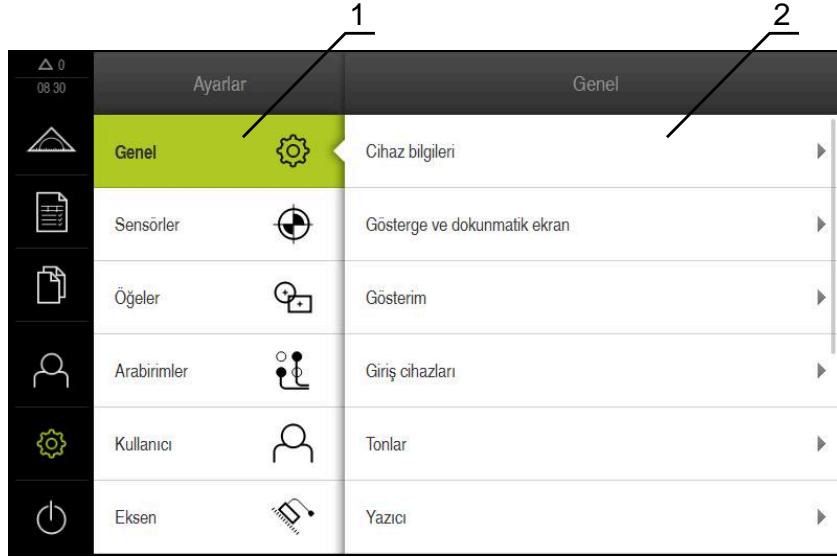 1
2
0
08 30
Ayarlar
Genel
Genel
Cihaz bilgileri
Sensörler
Gösterge ve dokunmatik ekran
Öğeler
Gösterim
Arabirimler
Giriş cihazları
Kullanıcı
Tonlar
Eksen
Yazıcı